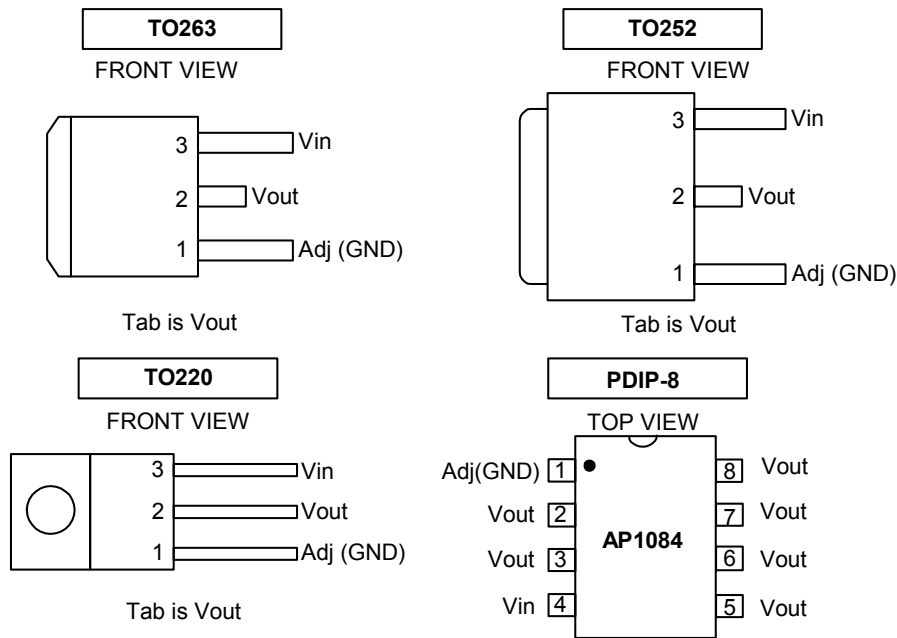 TO263
FRONT VIEW
3 Vin
2 Vout
1 Adj (GND)
Tab is Vout
TO252
FRONT VIEW
3 Vin
2 Vout
1 Adj (GND)
Tab is Vout
TO220
FRONT VIEW
3 Vin
2 Vout
1 Adj (GND)
Tab is Vout
PDIP-8
TOP VIEW
Adj(GND) 1 8 Vout
Vout 2 7 Vout
AP1084
Vout 3 6 Vout
Vin 4 5 Vout